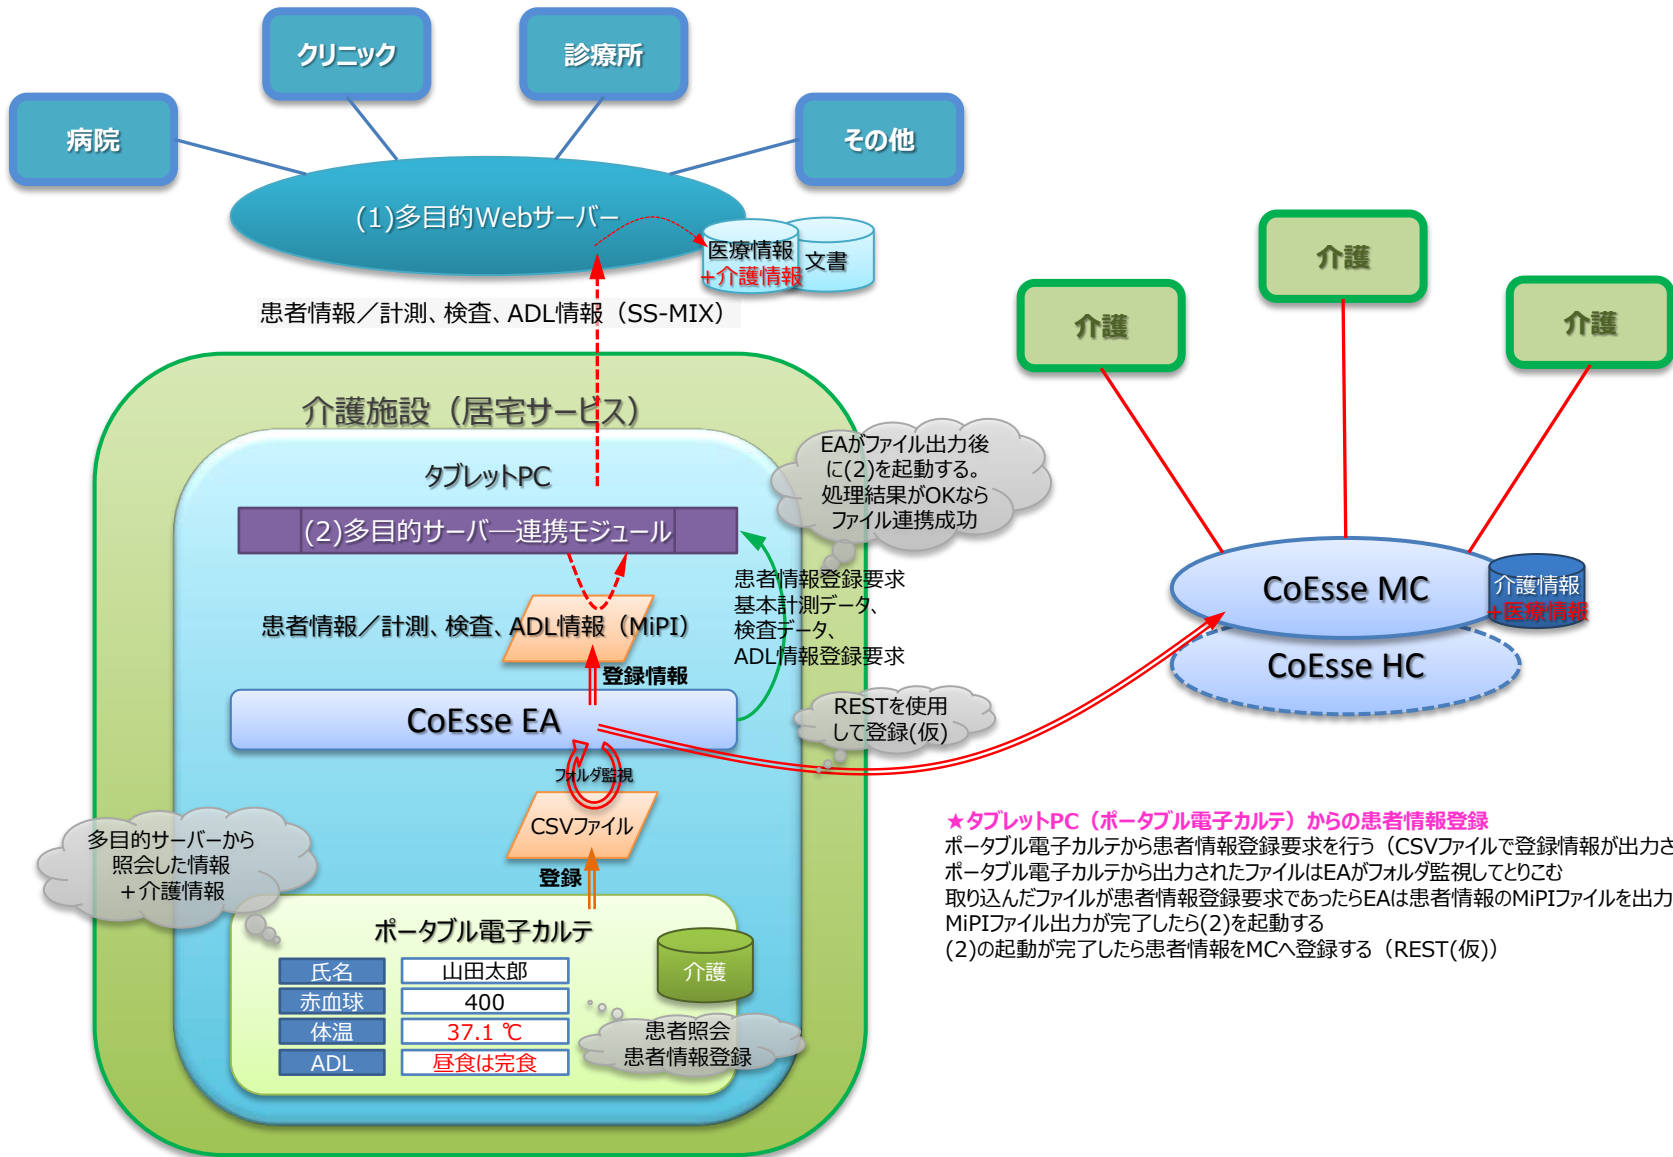 クリニック
診療所
病院
その他
(1)多目的Webサーバー
医療情報
+介護情報
文書
患者情報／計測、検査、ADL情報（SS-MIX）
介護
介護
介護
介護施設（居宅サービス）
タブレットPC
EAがファイル出力後
に(2)を起動する。
処理結果がOKなら
ファイル連携成功
(2)多目的サーバ―連携モジュール
患者情報登録要求
基本計測データ、
検査データ、
ADL情報登録要求
患者情報／計測、検査、ADL情報（MiPI）
登録情報
CoEsse MC
介護情報
+医療情報
CoEsse HC
CoEsse EA
RESTを使用
して登録(仮)
フォルダ監視
CSVファイル
登録
多目的サーバーから
照会した情報
＋介護情報
ポータブル電子カルテ
氏名 山田太郎
赤血球 400
体温 37.1 ℃
ADL 昼食は完食
介護
患者照会
患者情報登録
★タブレットPC（ポータブル電子カルテ）からの患者情報登録
ポータブル電子カルテから患者情報登録要求を行う（CSVファイルで登録情報が出力さ
ポータブル電子カルテから出力されたファイルはEAがフォルダ監視してとりこむ
取り込んだファイルが患者情報登録要求であったらEAは患者情報のMiPIファイルを出力
MiPIファイル出力が完了したら(2)を起動する
(2)の起動が完了したら患者情報をMCへ登録する（REST(仮)）